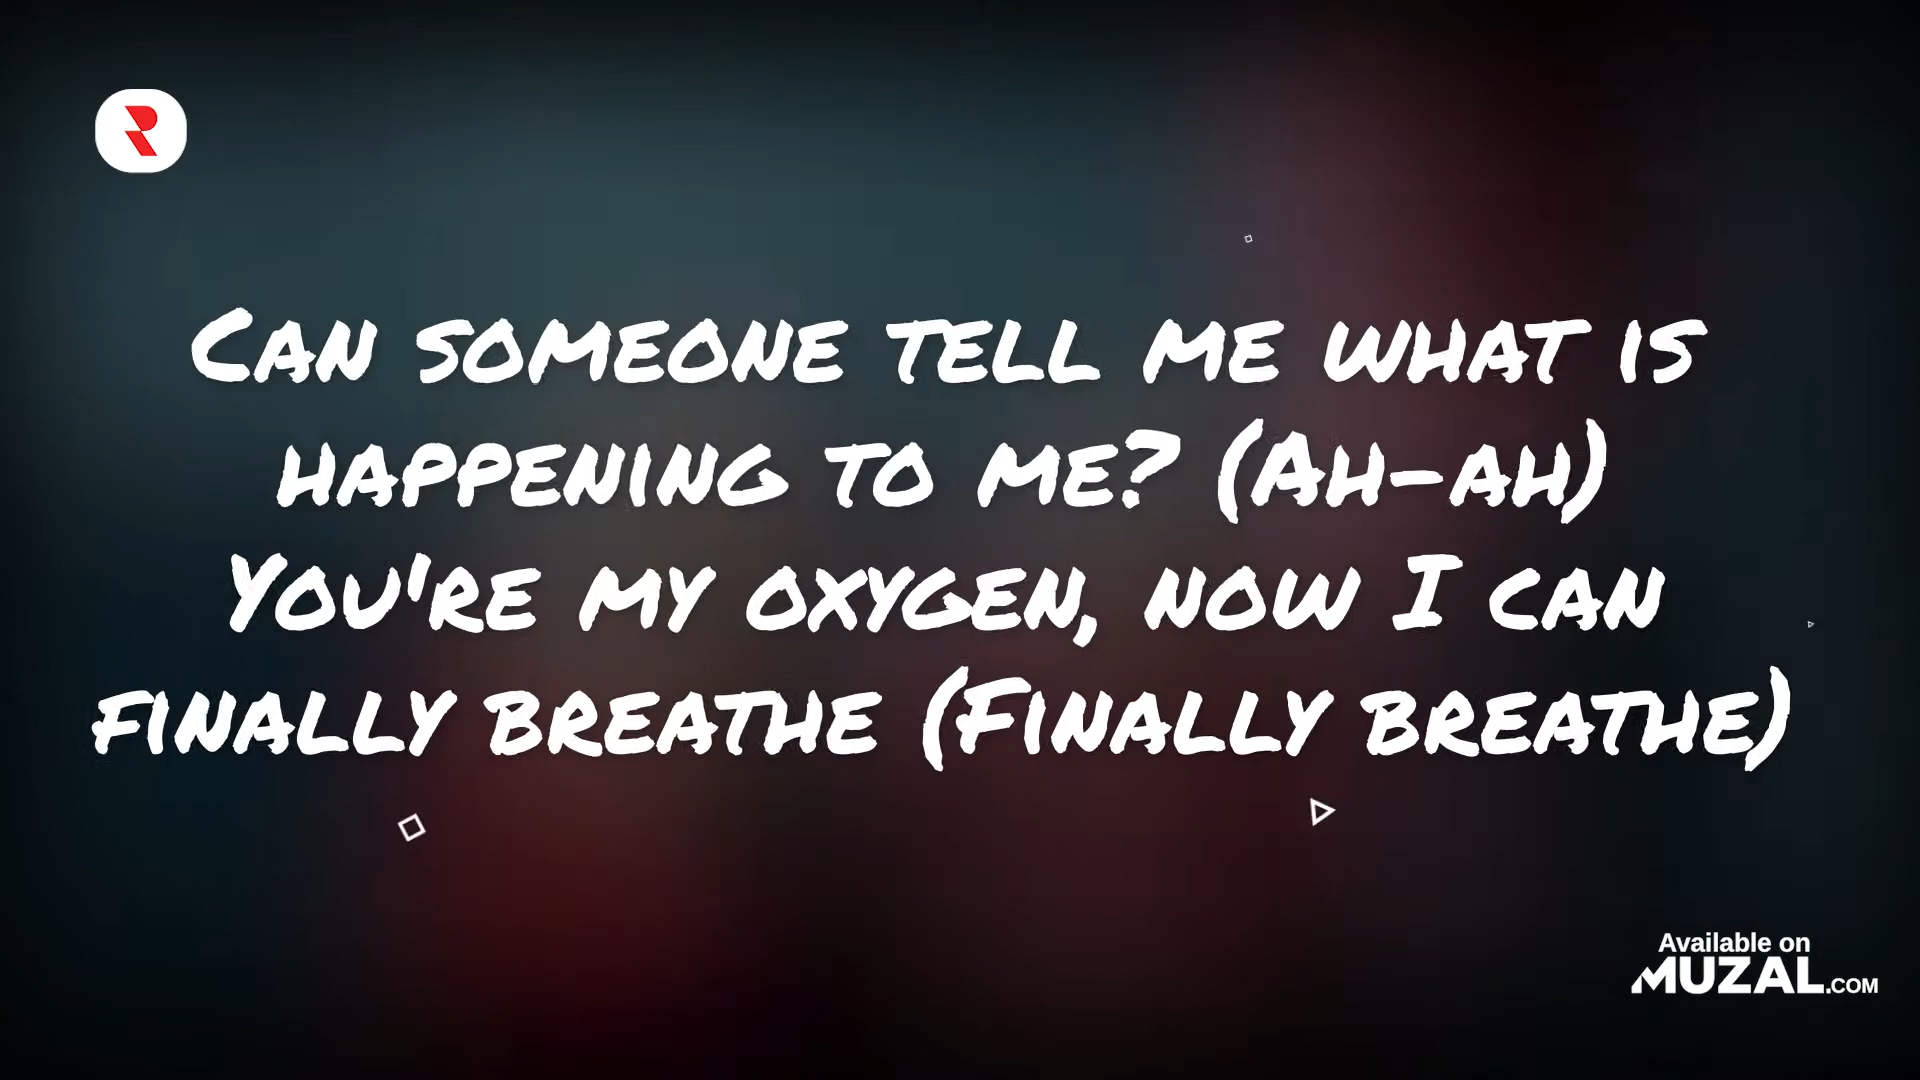 Can someone tell me what is
happening to me? (Ah-ah)
You're my oxygen, now I can
finally breathe (Finally breathe)
Available on
MUZAL.COM